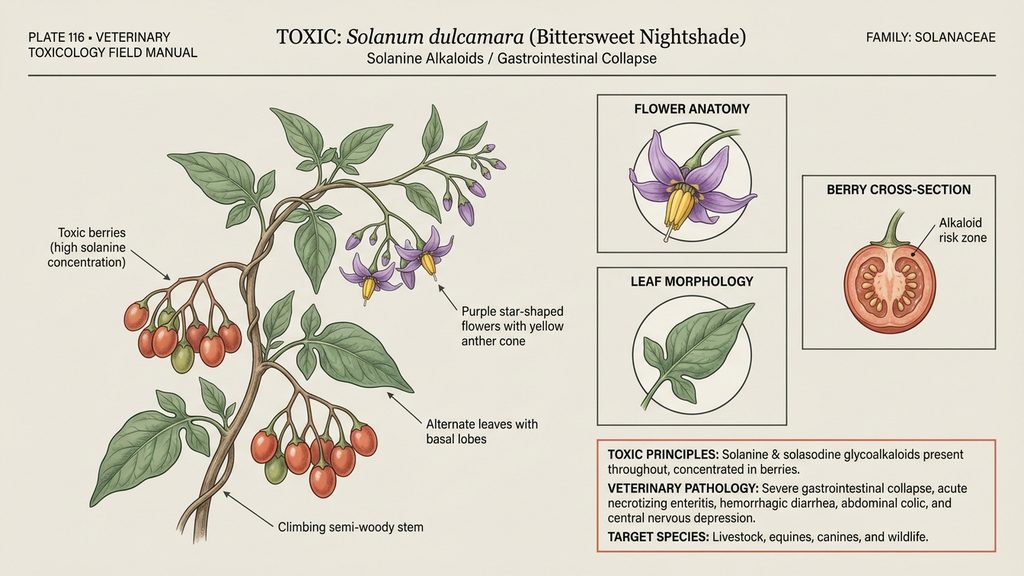 PLATE 116 • VETERINARY
TOXICOLOGY FIELD MANUAL
TOXIC: Solanum dulcamara (Bittersweet Nightshade)
Solanine Alkaloids / Gastrointestinal Collapse
FAMILY: SOLANACEAE
Toxic berries
(high solanine
concentration)
Purple star-shaped
flowers with yellow
anther cone
Alternate leaves with
basal lobes
Climbing semi-woody stem
FLOWER ANATOMY
LEAF MORPHOLOGY
BERRY CROSS-SECTION
Alkaloid
risk zone
TOXIC PRINCIPLES: Solanine & solasodine glycoalkaloids present
throughout, concentrated in berries.
VETERINARY PATHOLOGY: Severe gastrointestinal collapse, acute
necrotizing enteritis, hemorrhagic diarrhea, abdominal colic, and
central nervous depression.
TARGET SPECIES: Livestock, equines, canines, and wildlife.